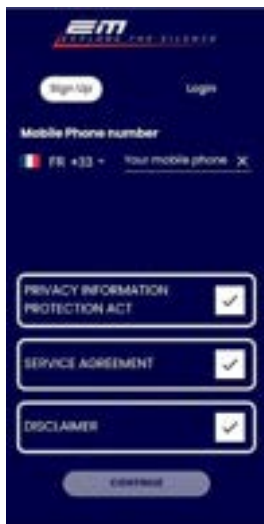 EM
EXPLORE THE SILENCE
Sign Up
Login
Mobile Phone number
FR +33
Your mobile phone
PRIVACY INFORMATION
PROTECTION ACT
SERVICE AGREEMENT
DISCLAIMER
CONTINUE